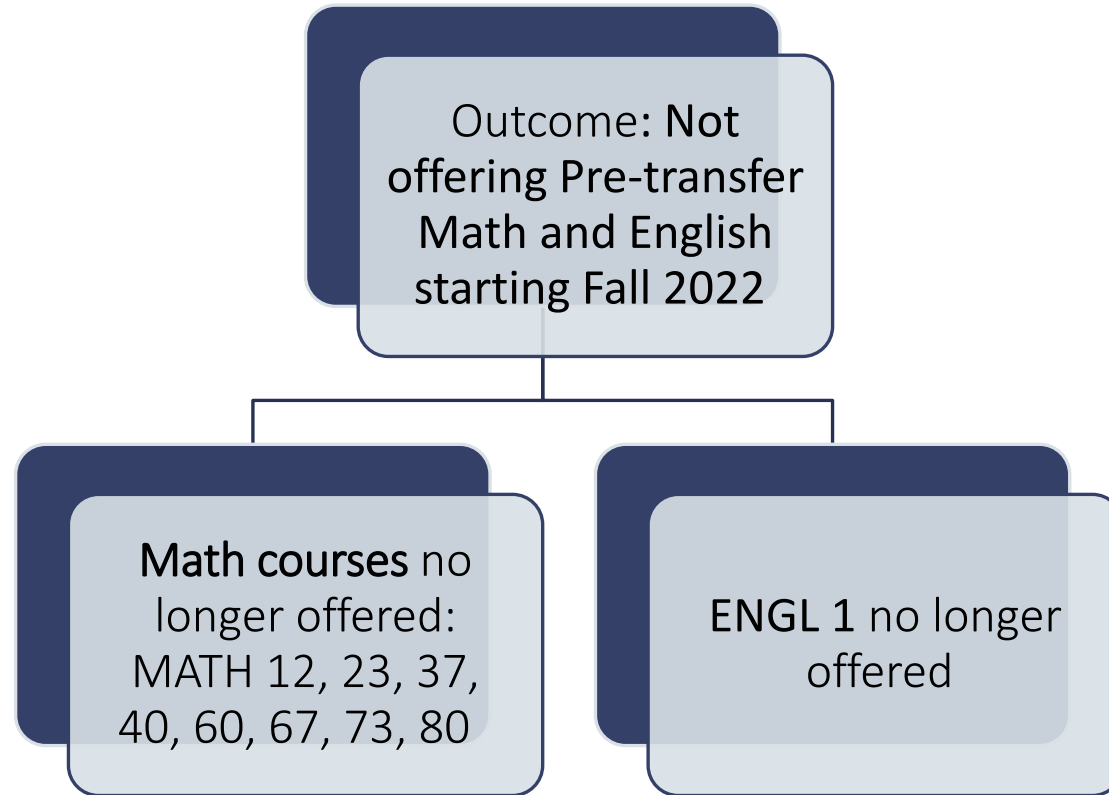 Outcome: Not
offering Pre-transfer
Math and English
starting Fall 2022
Math courses no
longer offered:
MATH 12, 23, 37,
40, 60, 67, 73, 80
ENGL 1 no longer
offered